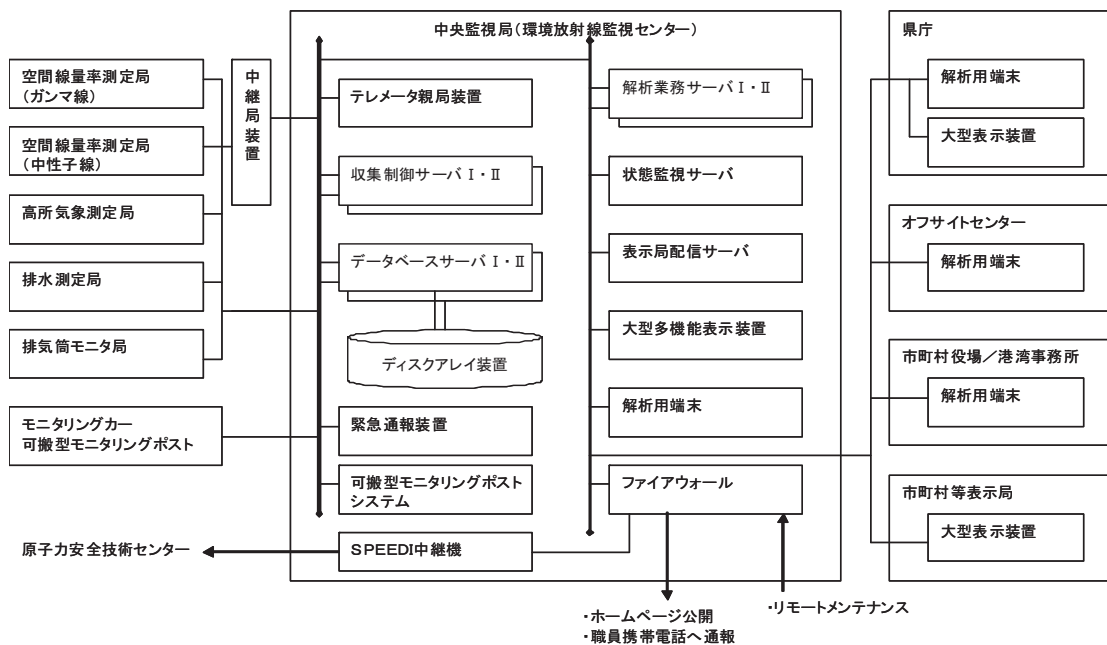 中央監視局(環境放射線監視センター)
空間線量率測定局
(ガンマ線)
空間線量率測定局
(中性子線)
高所気象測定局
排水測定局
排気筒モニタ局
モニタリングカー
可搬型モニタリングポスト
中継局装置
テレメータ親局装置
収集制御サーバⅠ・Ⅱ
データベースサーバⅠ・Ⅱ
ディスクアレイ装置
緊急通報装置
可搬型モニタリングポスト
システム
SPEEDI中継機
原子力安全技術センター
解析業務サーバⅠ・Ⅱ
状態監視サーバ
表示局配信サーバ
大型多機能表示装置
解析用端末
ファイアウォール
・ホームページ公開
・職員携帯電話へ通報
・リモートメンテナンス
県庁
解析用端末
大型表示装置
オフサイトセンター
解析用端末
市町村役場/港湾事務所
解析用端末
市町村等表示局
大型表示装置